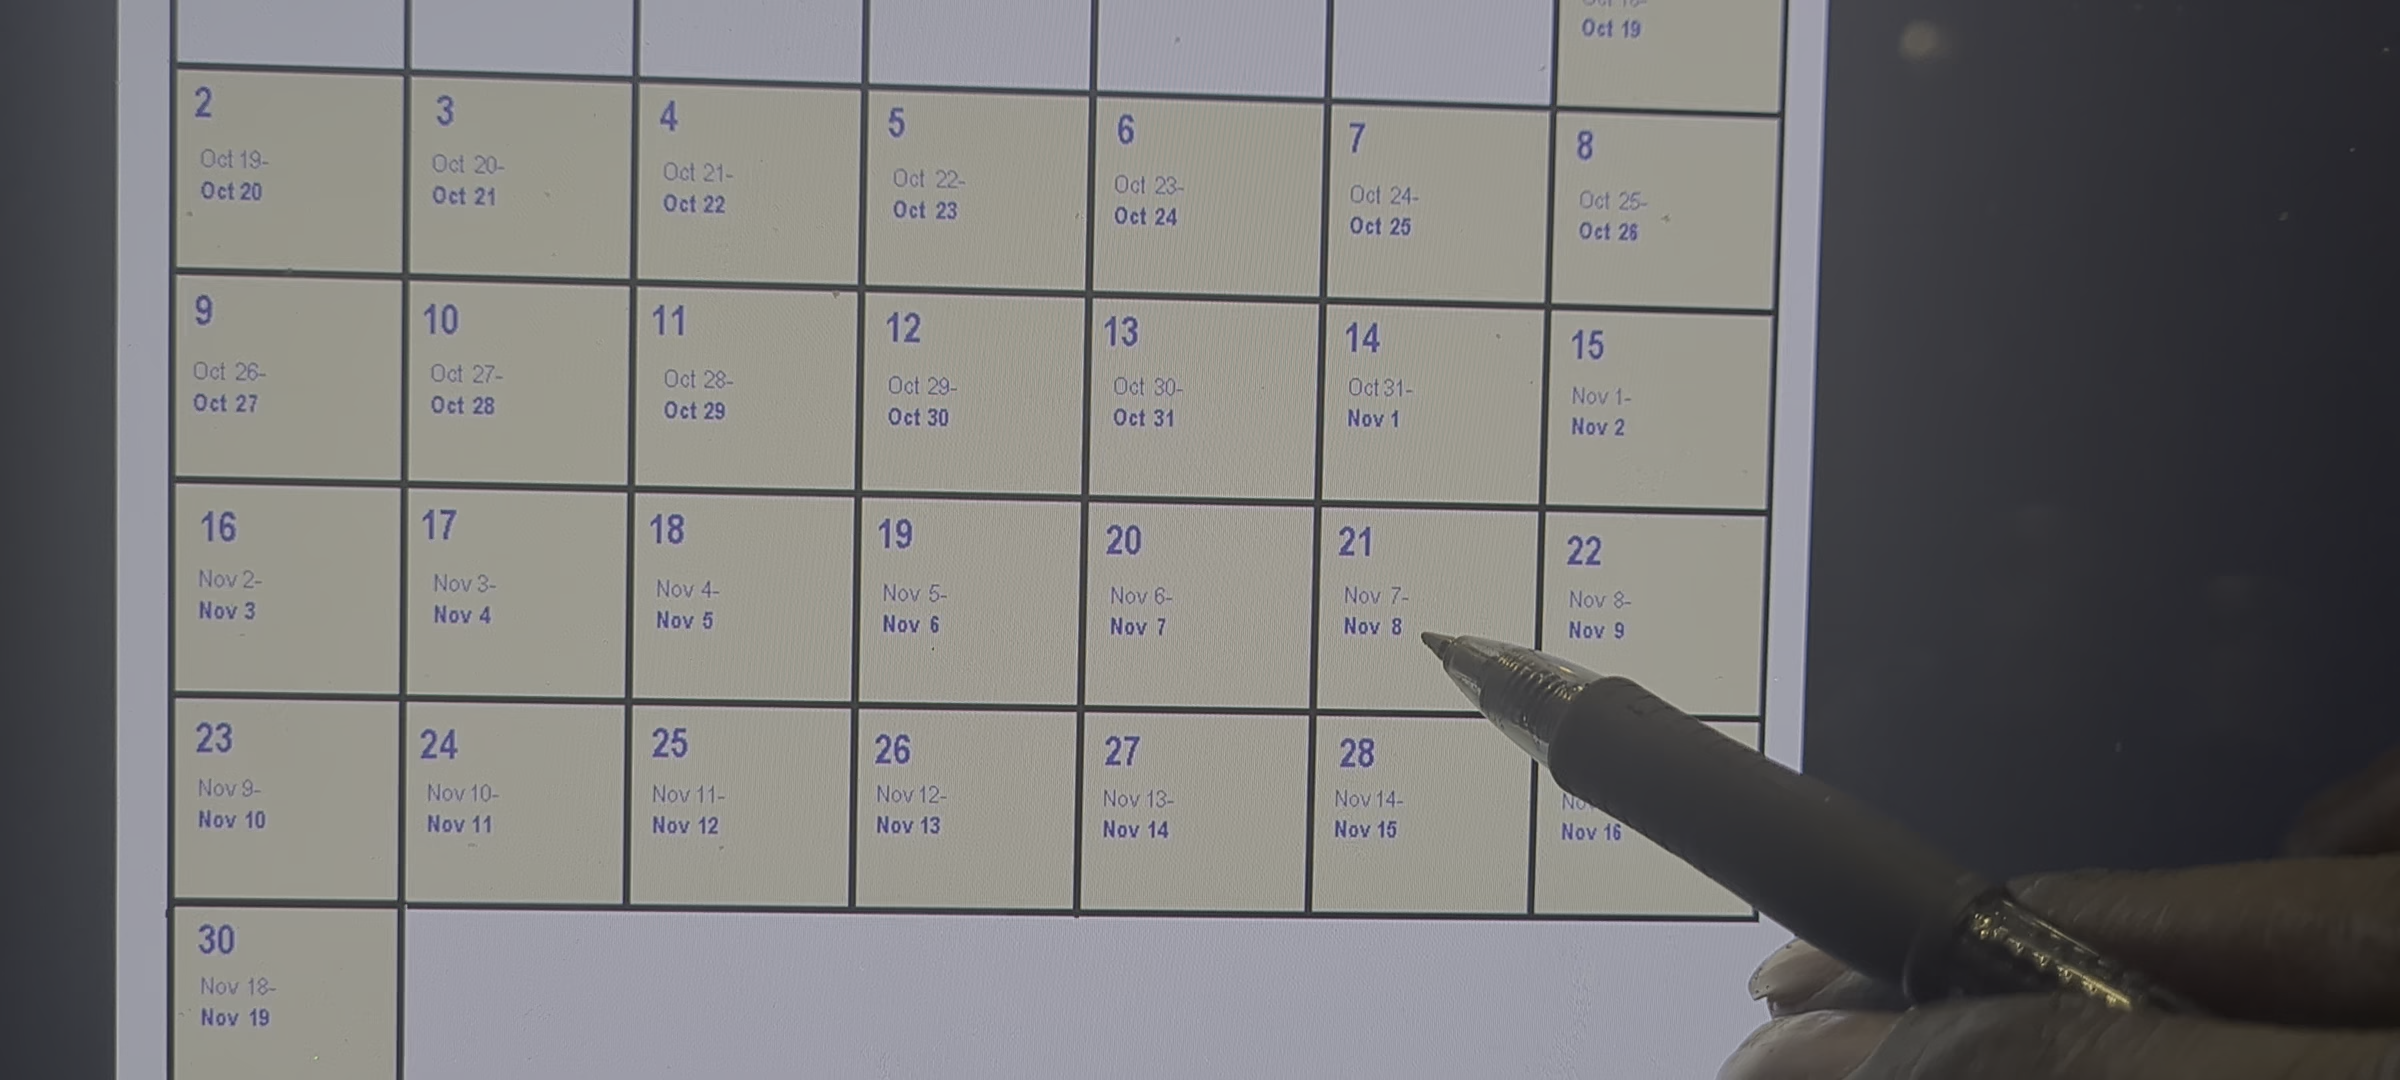 Oct 19
2 3 4 5 6 7 8
Oct 19- Oct 20- Oct 21- Oct 22- Oct 23- Oct 24- Oct 25-
Oct 20 Oct 21 Oct 22 Oct 23 Oct 24 Oct 25 Oct 26
9 10 11 12 13 14 15
Oct 26- Oct 27- Oct 28- Oct 29- Oct 30- Oct 31- Nov 1-
Oct 27 Oct 28 Oct 29 Oct 30 Oct 31 Nov 1 Nov 2
16 17 18 19 20 21 22
Nov 2- Nov 3- Nov 4- Nov 5- Nov 6- Nov 7- Nov 8-
Nov 3 Nov 4 Nov 5 Nov 6 Nov 7 Nov 8 Nov 9
23 24 25 26 27 28
Nov 9- Nov 10- Nov 11- Nov 12- Nov 13- Nov 14-
Nov 10 Nov 11 Nov 12 Nov 13 Nov 14 Nov 15 Nov 16
30
Nov 18-
Nov 19